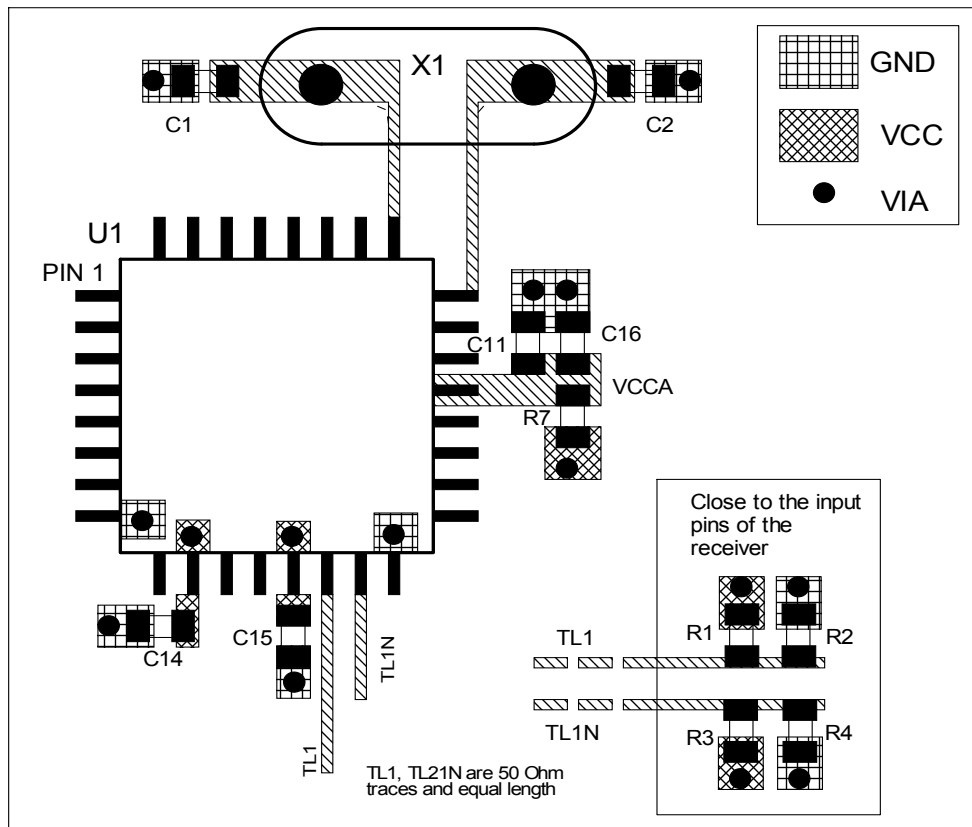 X1
C1
C2
GND
VCC
VIA
U1
PIN 1
C11
C16
VCCA
R7
Close to the input
pins of the
receiver
C14
C15
TL1
TL1N
R1
R2
TL1
TL1N
R3
R4
TL1, TL21N are 50 Ohm
traces and equal length